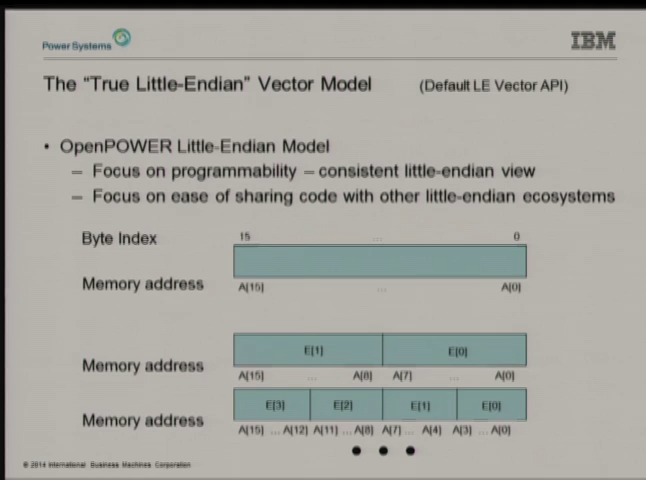 Power Systems
IBM
The "True Little-Endian" Vector Model (Default LE Vector API)
• OpenPOWER Little-Endian Model
– Focus on programmability – consistent little-endian view
– Focus on ease of sharing code with other little-endian ecosystems
Byte Index 15 ... 0
Memory address A[15] ... A[0]
E[1] E[0]
Memory address A[15] ... A[8] A[7] ... A[0]
E[3] E[2] E[1] E[0]
Memory address A[15] ... A[12] A[11] ... A[8] A[7] ... A[4] A[3] ... A[0]
• • •
© 2014 International Business Machines Corporation